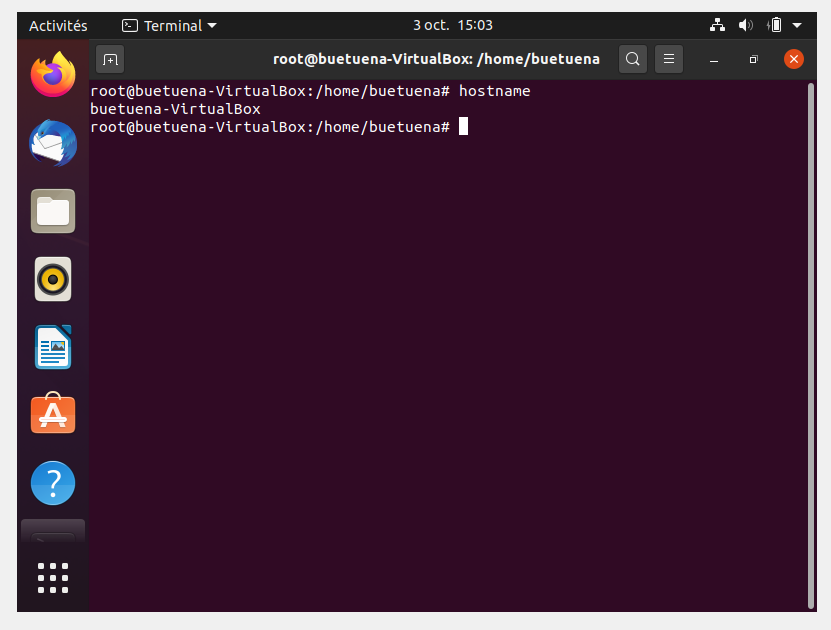 Activités Terminal 3 oct. 15:03
root@buetuena-VirtualBox: /home/buetuena
root@buetuena-VirtualBox:/home/buetuena# hostname
buetuena-VirtualBox
root@buetuena-VirtualBox:/home/buetuena#